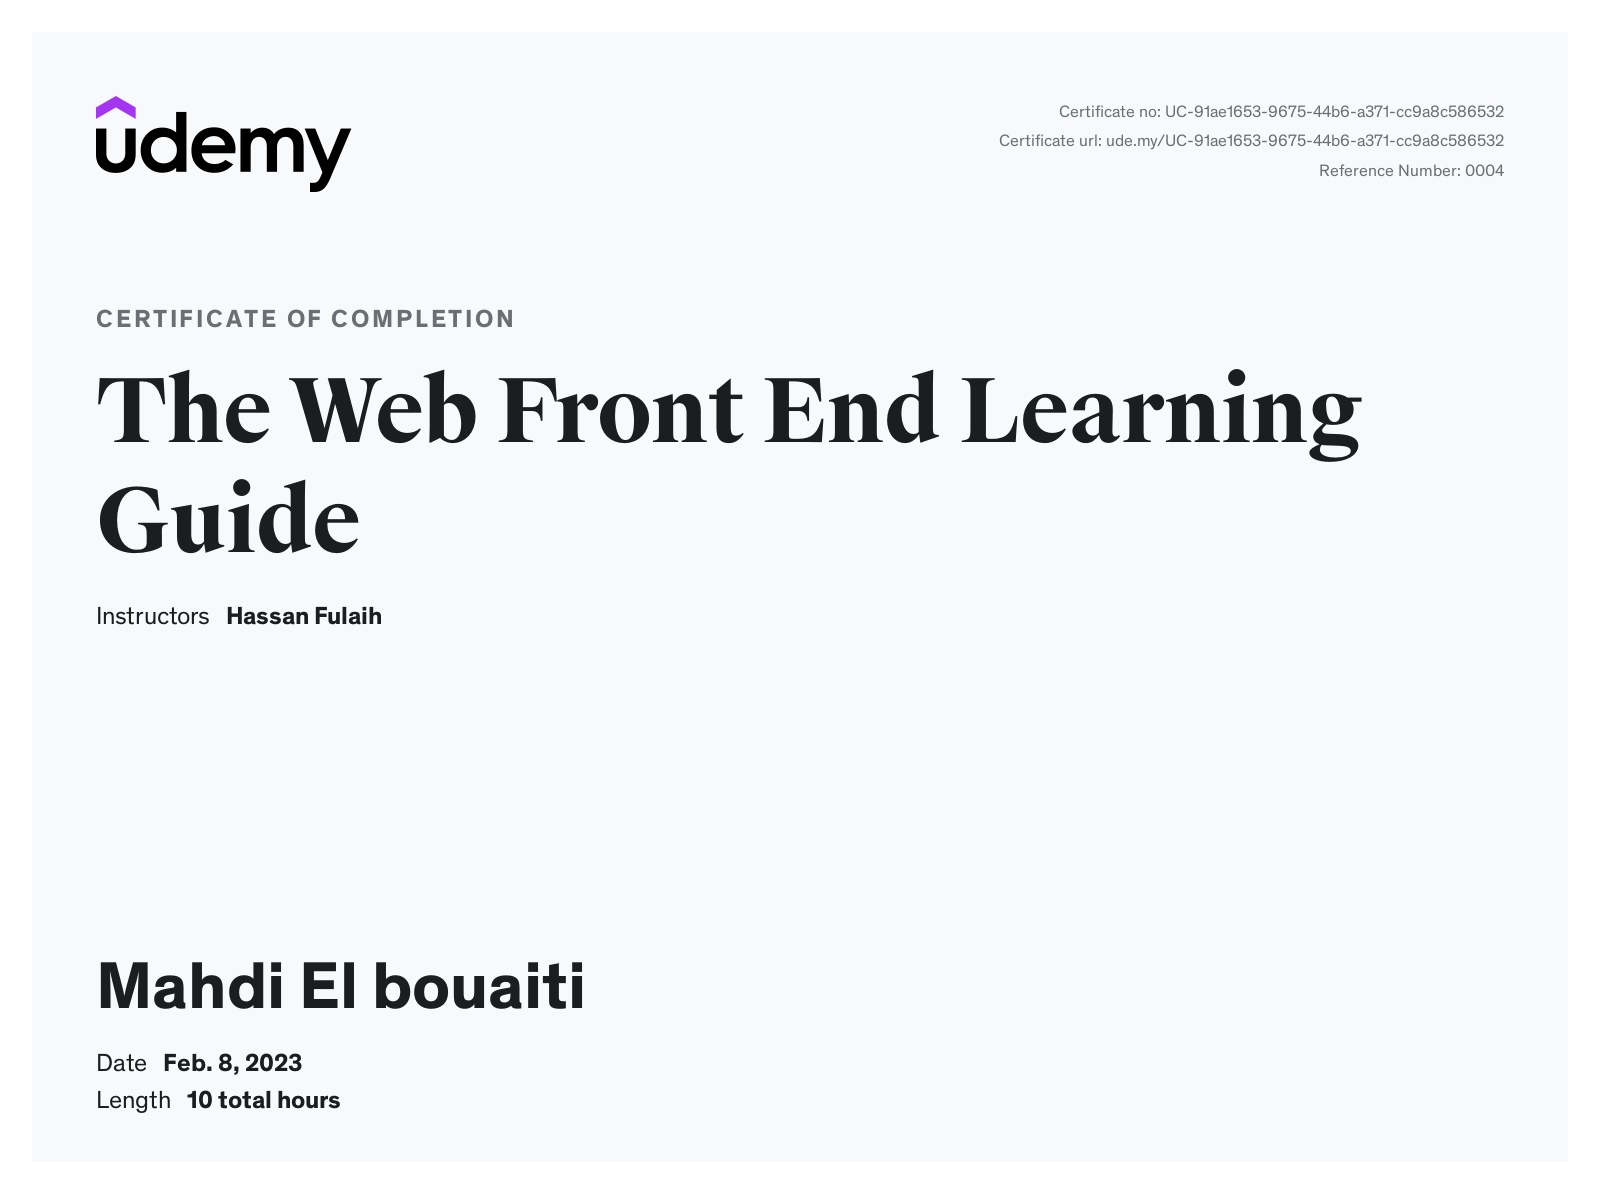 udemy
Certificate no: UC-91ae1653-9675-44b6-a371-cc9a8c586532
Certificate url: ude.my/UC-91ae1653-9675-44b6-a371-cc9a8c586532
Reference Number: 0004
CERTIFICATE OF COMPLETION
The Web Front End Learning
Guide
Instructors Hassan Fulaih
Mahdi El bouaiti
Date Feb. 8, 2023
Length 10 total hours